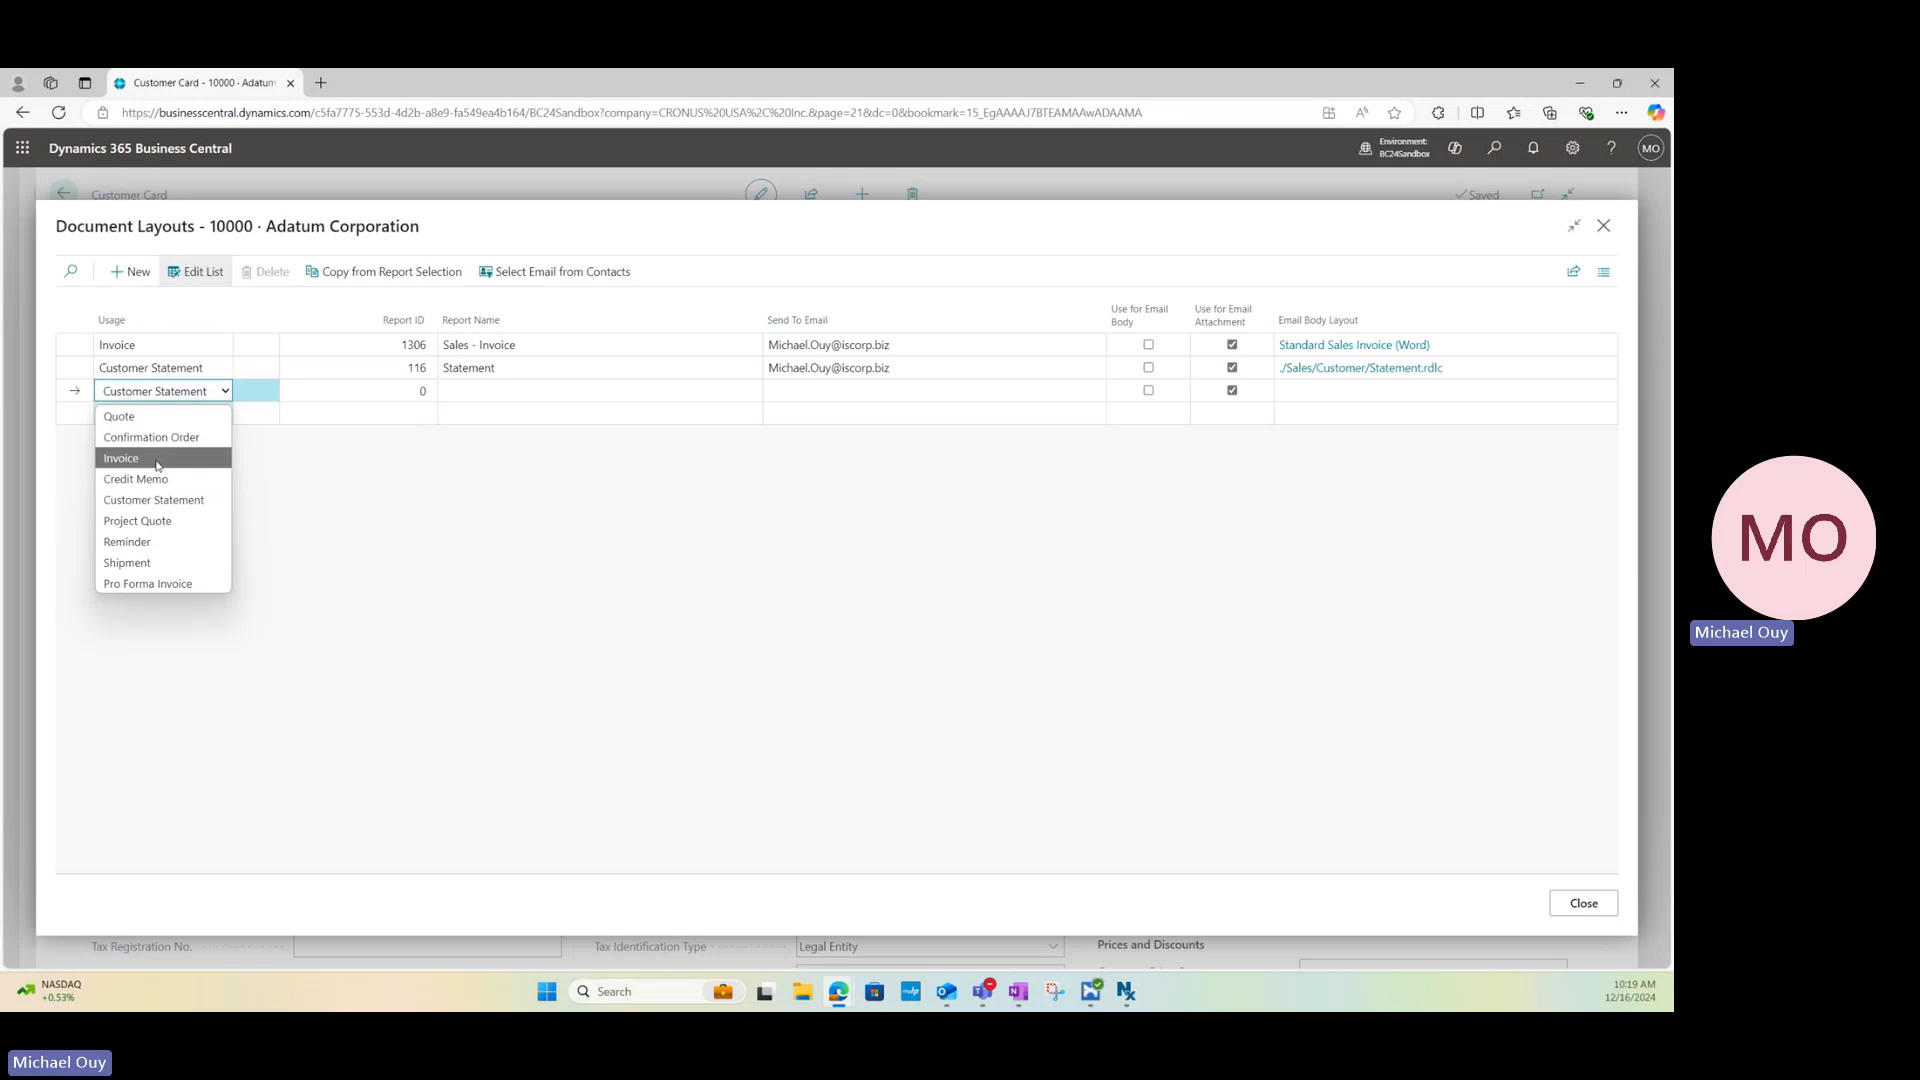 Customer Card - 10000 · Adatum
https://businesscentral.dynamics.com/c5fa7775-553d-4d2b-a8e9-fa549ea4b164/BC24Sandbox?company=CRONUS%20USA%2C%20Inc.&page=21&dc=0&bookmark=15_EgAAAAJ7BTEAMAAwADAAMA
Dynamics 365 Business Central
Environment:
BC24Sandbox
MO
Customer Card
Saved
Document Layouts - 10000 · Adatum Corporation
New
Edit List
Delete
Copy from Report Selection
Select Email from Contacts
Usage
Report ID
Report Name
Send To Email
Use for Email
Body
Use for Email
Attachment
Email Body Layout
Invoice
1306
Sales - Invoice
Michael.Ouy@iscorp.biz
Standard Sales Invoice (Word)
Customer Statement
116
Statement
Michael.Ouy@iscorp.biz
./Sales/Customer/Statement.rdlc
Customer Statement
0
Quote
Confirmation Order
Invoice
Credit Memo
Customer Statement
Project Quote
Reminder
Shipment
Pro Forma Invoice
Close
Tax Registration No.
Tax Identification Type
Legal Entity
Prices and Discounts
NASDAQ
+0.53%
Search
10:19 AM
12/16/2024
MO
Michael Ouy
Michael Ouy